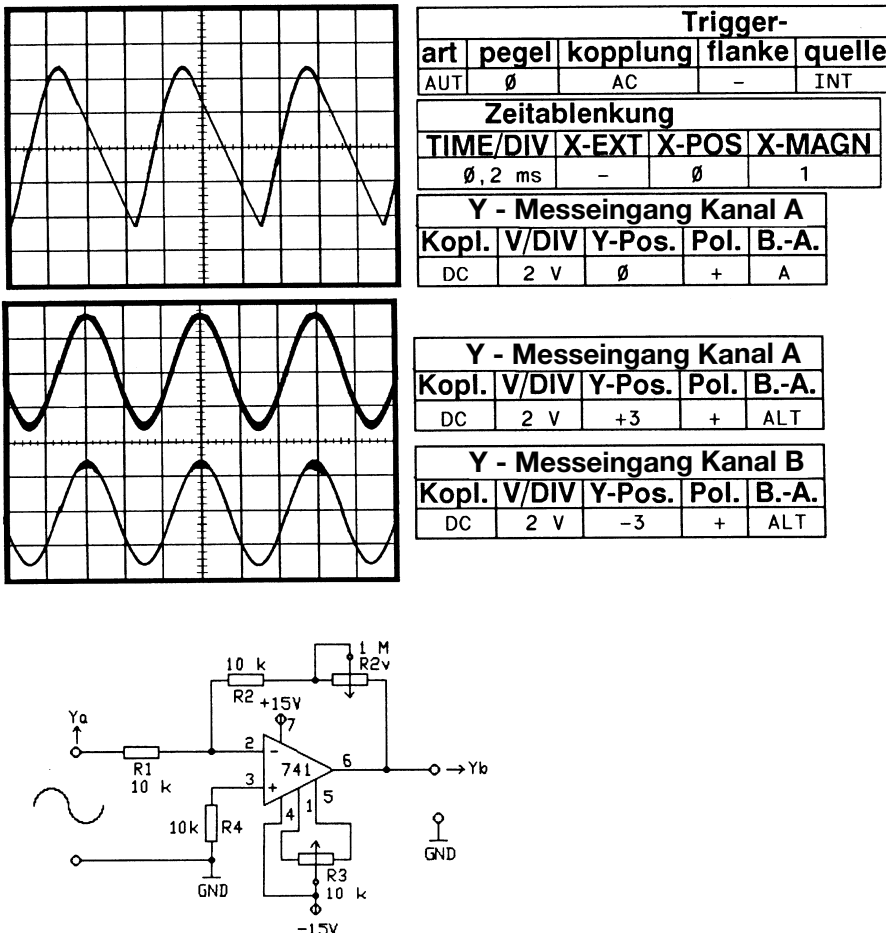 Trigger-
art pegel kopplung flanke quelle
AUT Ø AC - INT
Zeitablenkung
TIME/DIV X-EXT X-POS X-MAGN
Ø,2 ms - Ø 1
Y - Messeingang Kanal A
Kopl. V/DIV Y-Pos. Pol. B.-A.
DC 2 V Ø + A
Y - Messeingang Kanal A
Kopl. V/DIV Y-Pos. Pol. B.-A.
DC 2 V +3 + ALT
Y - Messeingang Kanal B
Kopl. V/DIV Y-Pos. Pol. B.-A.
DC 2 V -3 + ALT
1 M
10 k R2v
R2 +15V
Ya 7
2 -
R1 741 6 → Yb
10 k 3 +
5
10k R4 4 1
GND
R3
GND 10 k
-15V